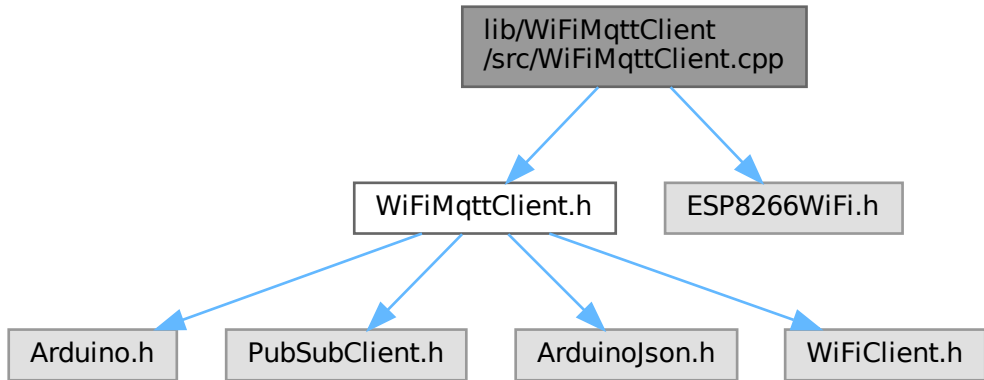 lib/WiFiMqttClient
/src/WiFiMqttClient.cpp
WiFiMqttClient.h
ESP8266WiFi.h
Arduino.h
PubSubClient.h
ArduinoJson.h
WiFiClient.h